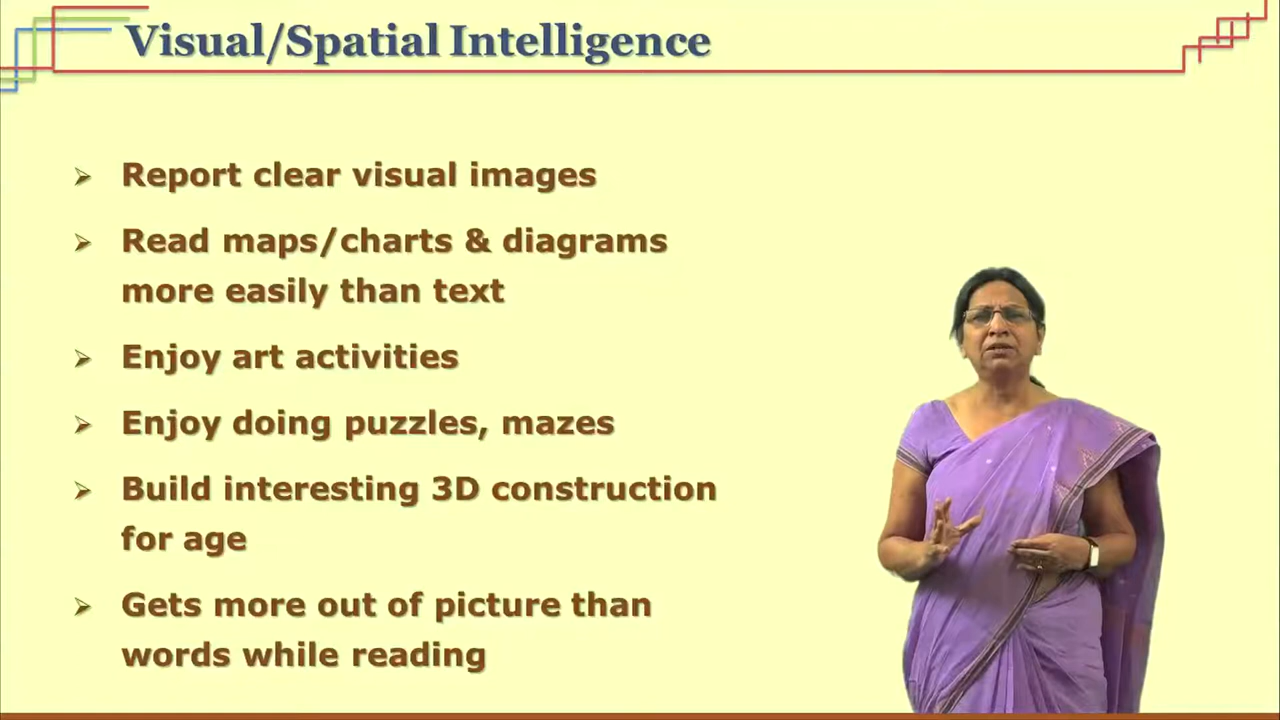 Visual/Spatial Intelligence
Report clear visual images
Read maps/charts & diagrams
more easily than text
Enjoy art activities
Enjoy doing puzzles, mazes
Build interesting 3D construction
for age
Gets more out of picture than
words while reading